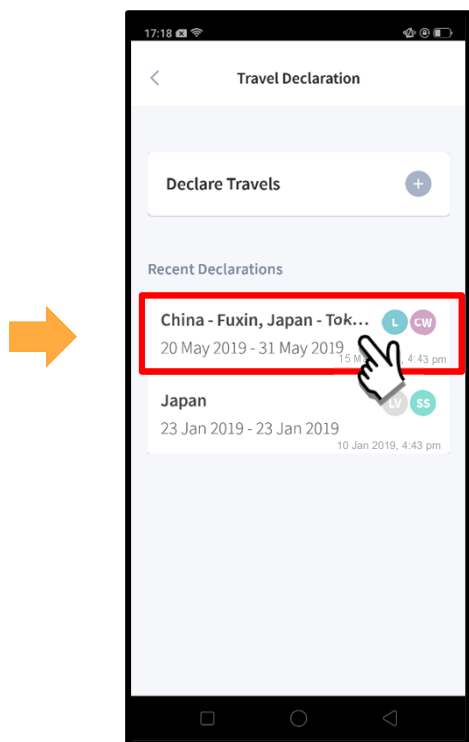 17:18
Travel Declaration
Declare Travels
Recent Declarations
China - Fuxin, Japan - Tok...
L CW
20 May 2019 - 31 May 2019
15 M , 4:43 pm
Japan
LV SS
23 Jan 2019 - 23 Jan 2019
10 Jan 2019, 4:43 pm